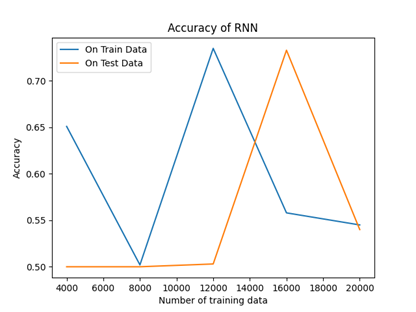 Accuracy of RNN
On Train Data
On Test Data
Accuracy
0.70
0.65
0.60
0.55
0.50
4000 6000 8000 10000 12000 14000 16000 18000 20000
Number of training data